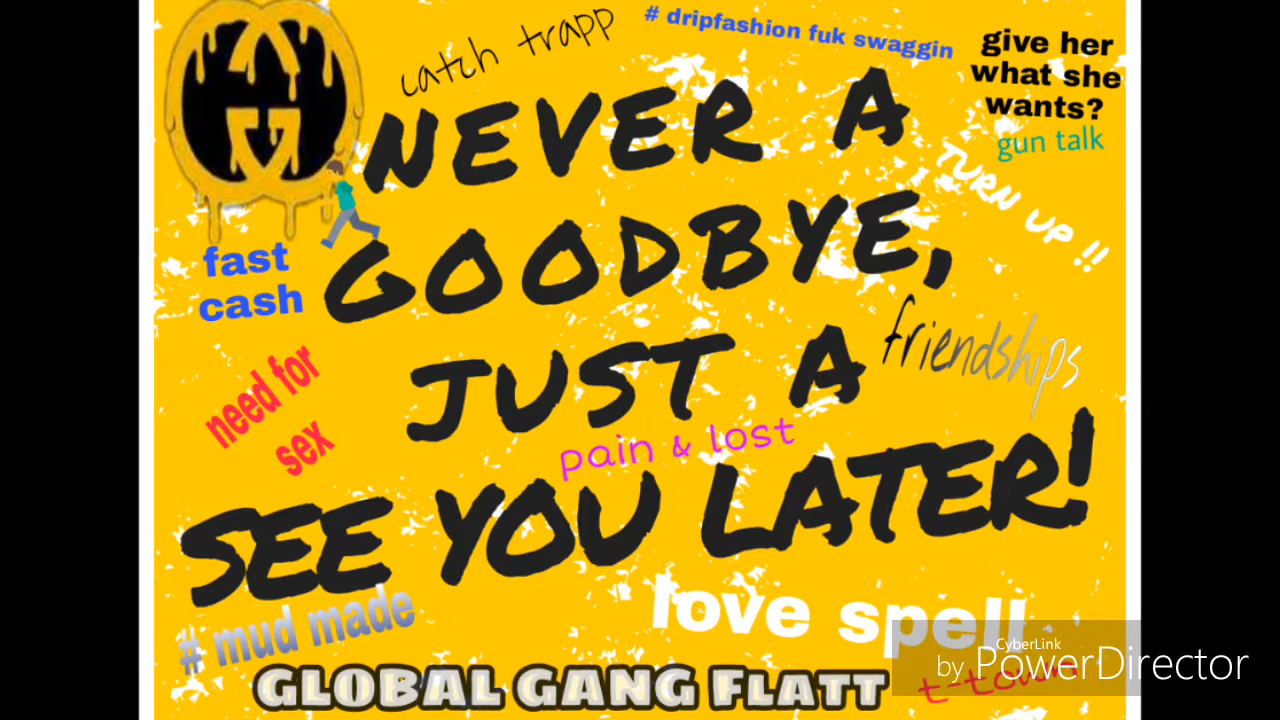 catch trapp
# dripfashion fuk swaggin
give her
what she
wants?
gun talk
NEVER A
TURN UP !!
GOODBYE,
fast
cash
friendships
JUST A
need for
sex
pain & lost
SEE YOU LATER!
# mud made
love spell
CyberLink
by PowerDirector
GLOBAL GANG FLATT
t-town